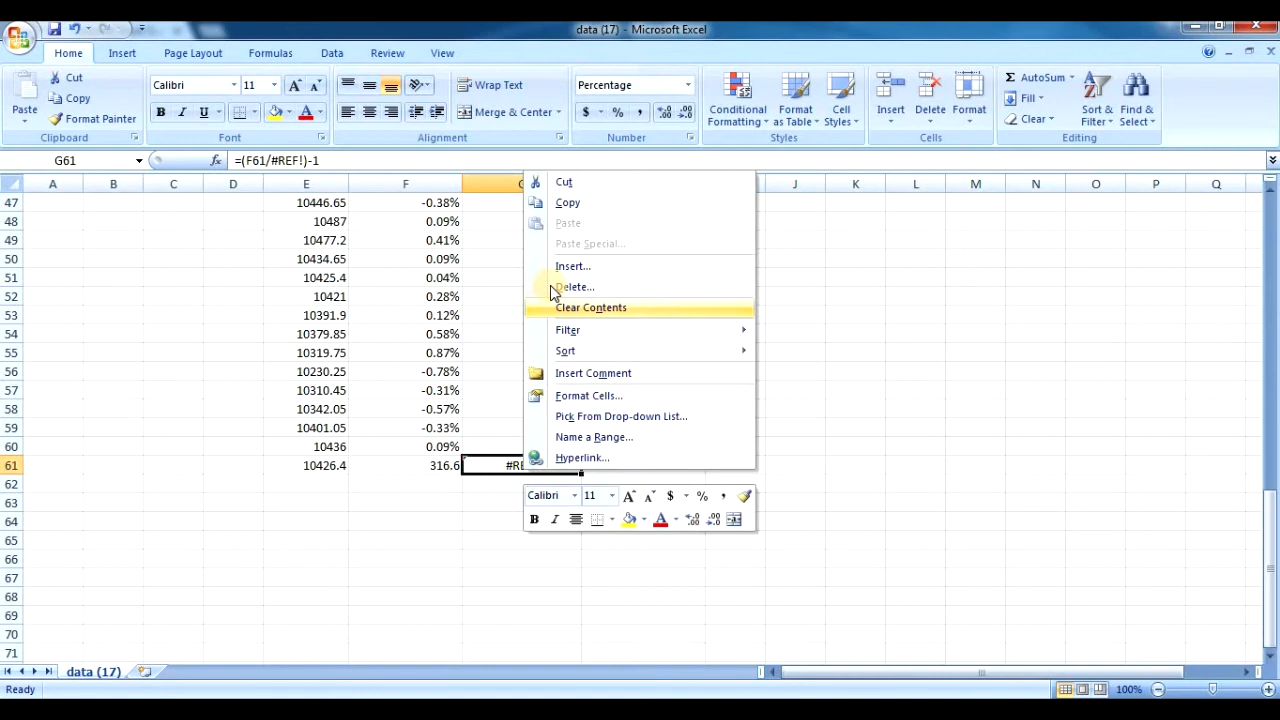 data (17) - Microsoft Excel
Home Insert Page Layout Formulas Data Review View
Paste Cut Copy Format Painter Clipboard
Calibri 11 A A B I U A Font
Wrap Text Merge & Center Alignment
Percentage $ % , .00 .00 Number
Conditional Formatting Format as Table Cell Styles Styles
Insert Delete Format Cells
Σ AutoSum Fill Clear Sort & Filter Find & Select Editing
G61 fx =(F61/#REF!)-1
A B C D E F G J K L M N O P Q
47 10446.65 -0.38%
48 10487 0.09%
49 10477.2 0.41%
50 10434.65 0.09%
51 10425.4 0.04%
52 10421 0.28%
53 10391.9 0.12%
54 10379.85 0.58%
55 10319.75 0.87%
56 10230.25 -0.78%
57 10310.45 -0.31%
58 10342.05 -0.57%
59 10401.05 -0.33%
60 10436 0.09%
61 10426.4 316.6 #RE
62
63
64
65
66
67
68
69
70
71
Cut
Copy
Paste
Paste Special...
Insert...
Delete...
Clear Contents
Filter
Sort
Insert Comment
Format Cells...
Pick From Drop-down List...
Name a Range...
Hyperlink...
Calibri 11 A A $ % ,
B I A .00 .00
data (17)
Ready 100%